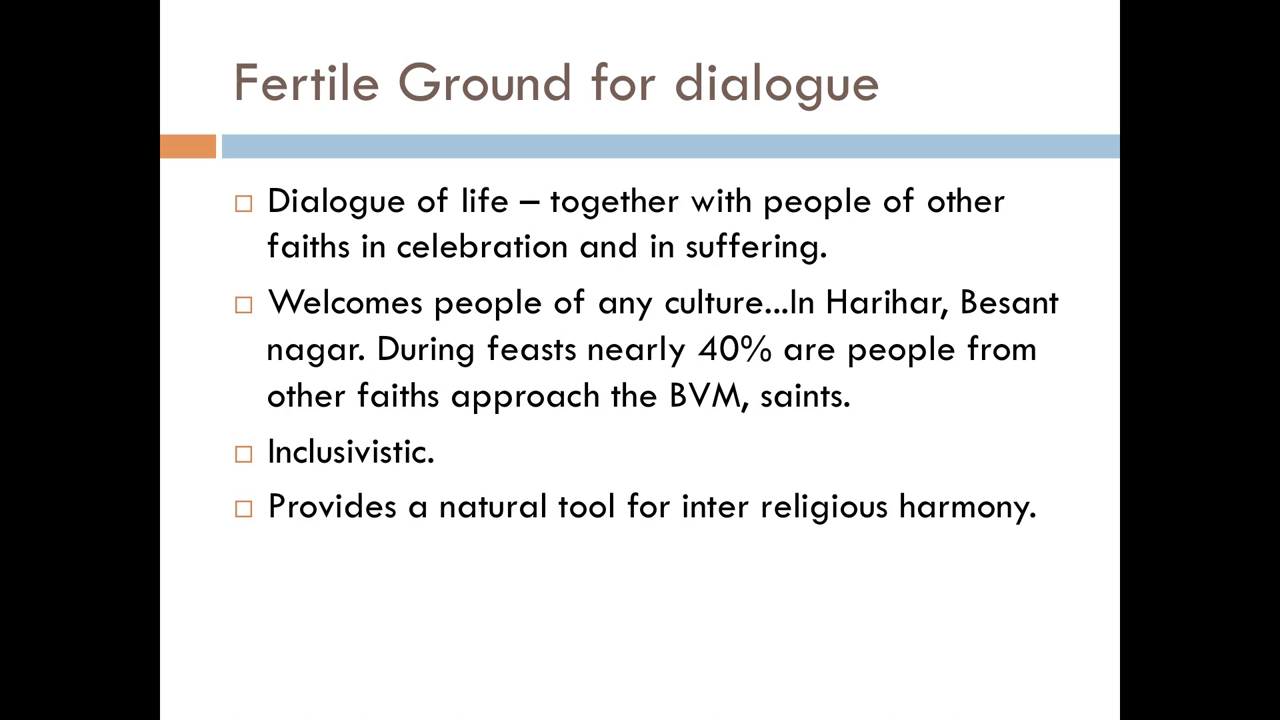 Fertile Ground for dialogue
Dialogue of life – together with people of other
faiths in celebration and in suffering.
Welcomes people of any culture...In Harihar, Besant
nagar. During feasts nearly 40% are people from
other faiths approach the BVM, saints.
Inclusivistic.
Provides a natural tool for inter religious harmony.